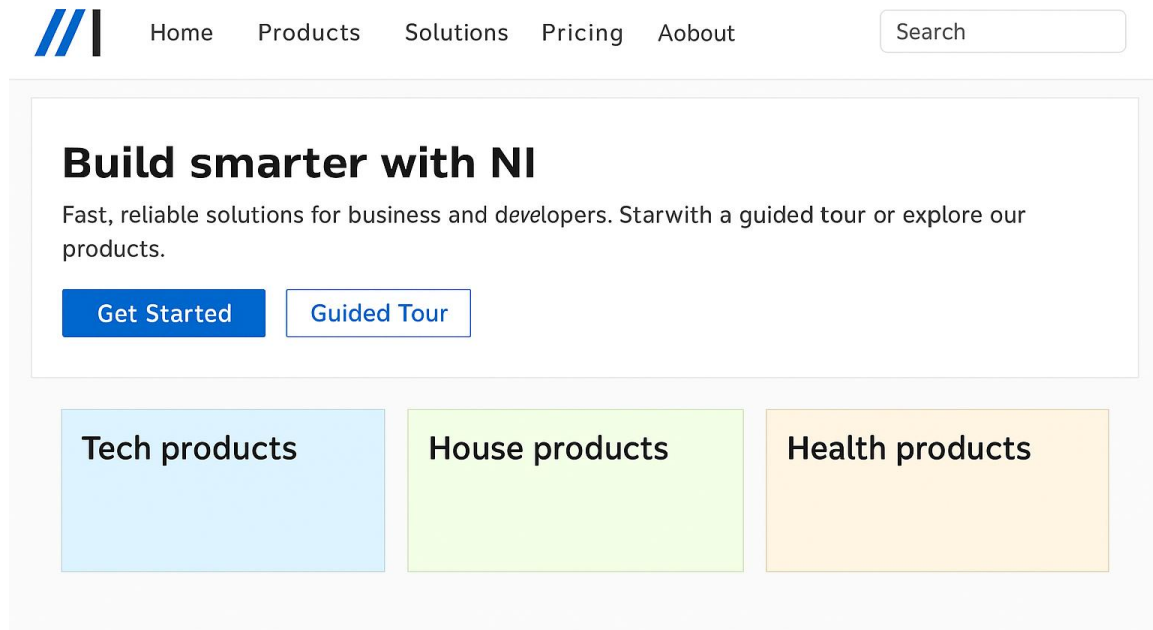 Home Products Solutions Pricing Aobout Search
Build smarter with NI
Fast, reliable solutions for business and developers. Starwith a guided tour or explore our
products.
Get Started Guided Tour
Tech products House products Health products